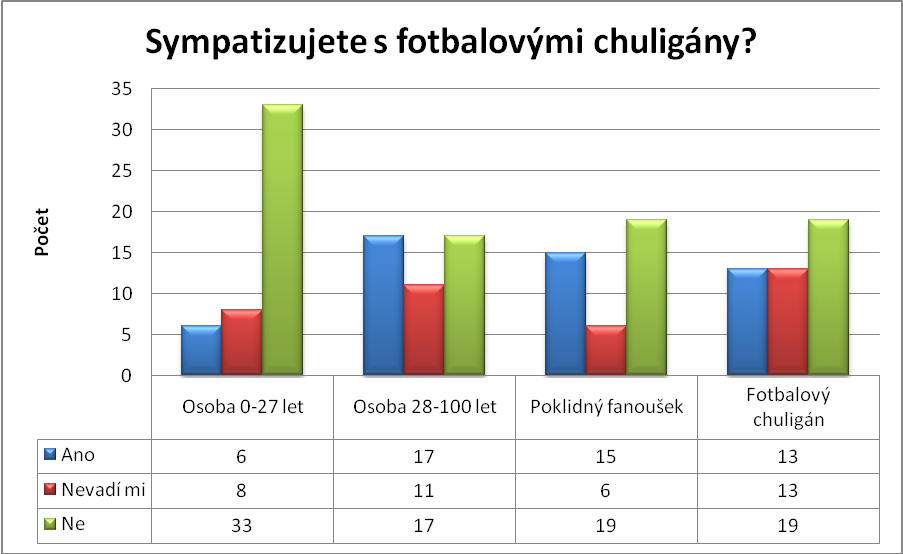 Sympatizujete s fotbalovými chuligány?
Počet
35
30
25
20
15
10
5
0
Osoba 0-27 let
Osoba 28-100 let
Poklidný fanoušek
Fotbalový
chuligán
Ano 6 17 15 13
Nevadí mi 8 11 6 13
Ne 33 17 19 19